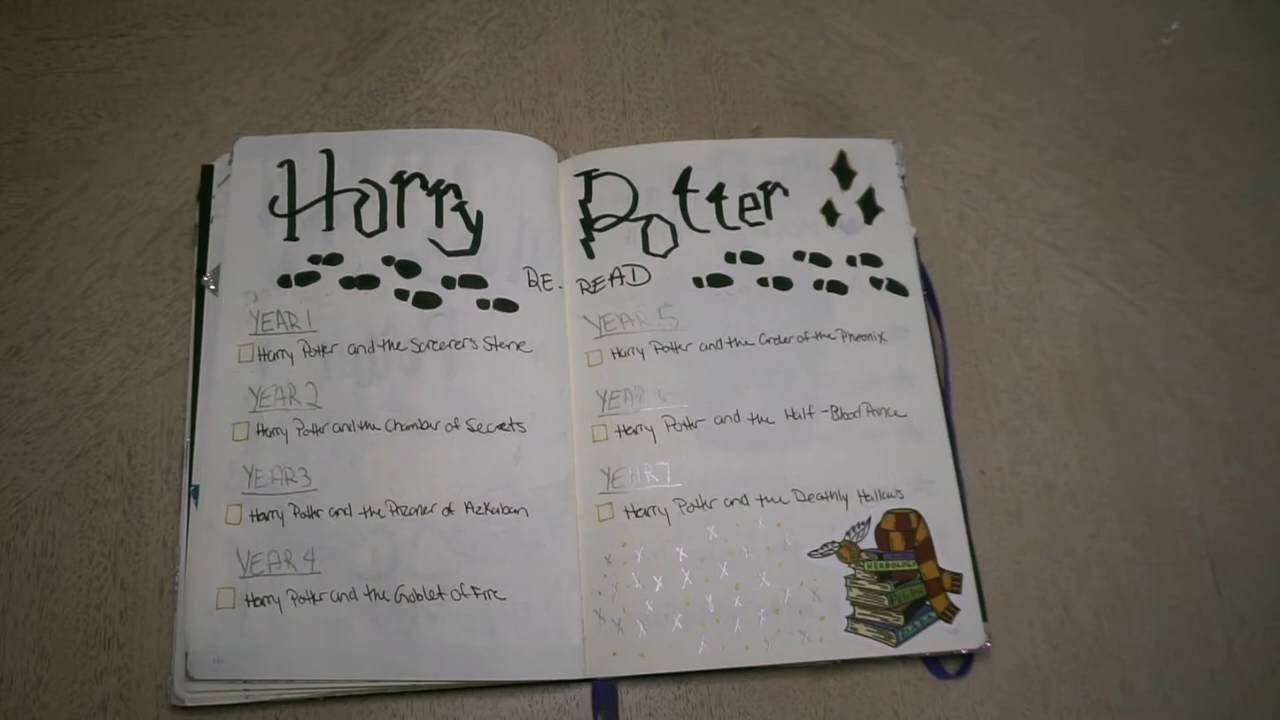 Harry Potter
RE-READ
YEAR 1
Harry Potter and the Sorcerer's Stone
YEAR 2
Harry Potter and the Chamber of Secrets
YEAR 3
Harry Potter and the Prizoner of Azkaban
YEAR 4
Harry Potter and the Goblet of Fire
YEAR 5
Harry Potter and the Order of the Pheonix
YEAR 6
Harry Potter and the Half-Blood Prince
YEAR 7
Harry Potter and the Deathly Hallows
HERBOLOGY